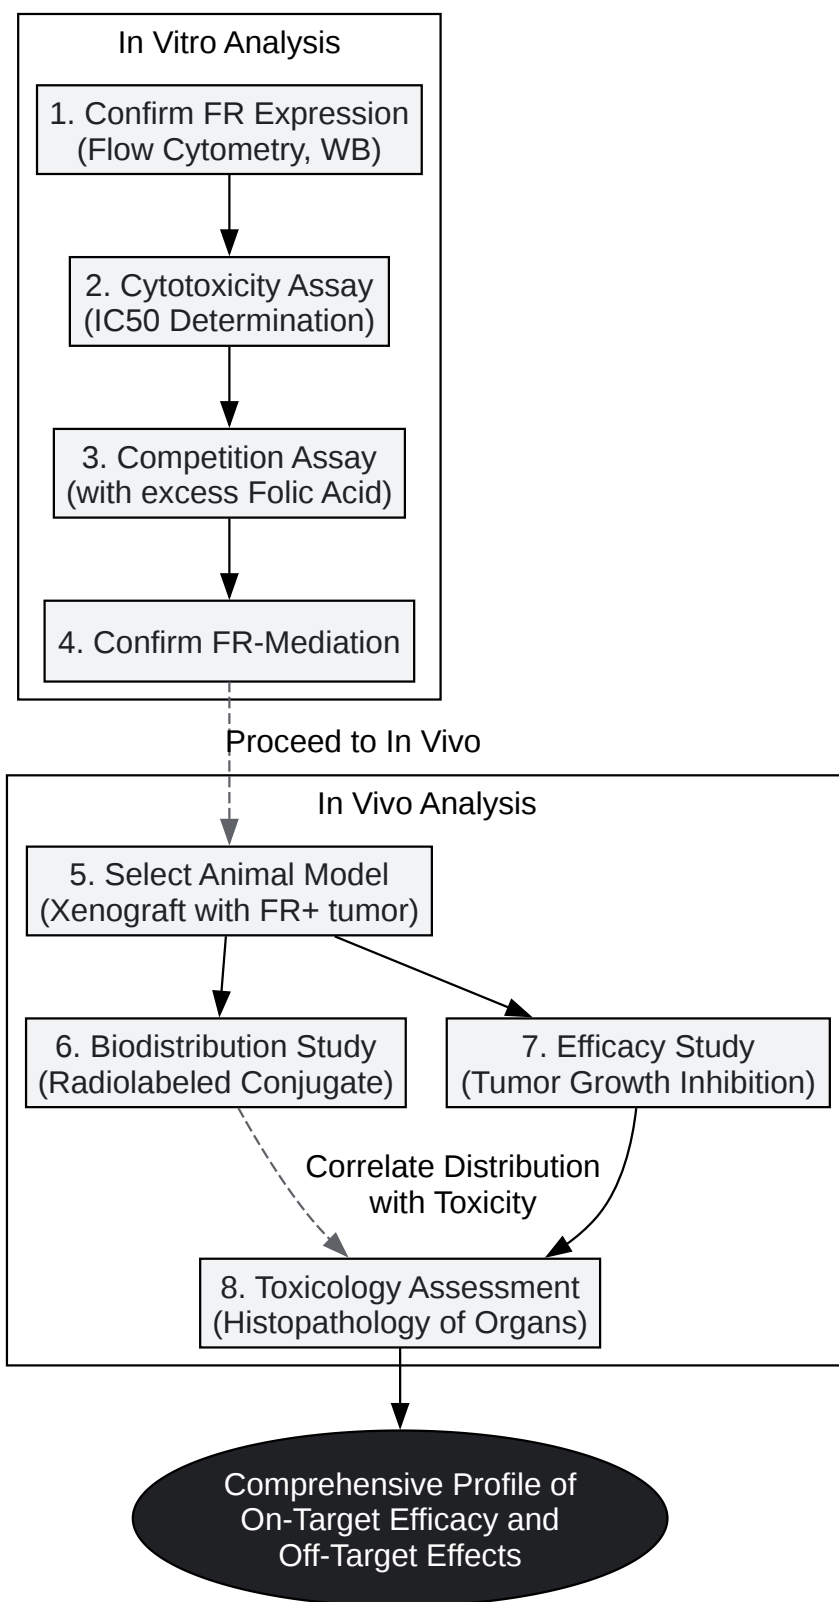 In Vitro Analysis
1. Confirm FR Expression
(Flow Cytometry, WB)
2. Cytotoxicity Assay
(IC50 Determination)
3. Competition Assay
(with excess Folic Acid)
4. Confirm FR-Mediation
Proceed to In Vivo
In Vivo Analysis
5. Select Animal Model
(Xenograft with FR+ tumor)
6. Biodistribution Study
(Radiolabeled Conjugate)
7. Efficacy Study
(Tumor Growth Inhibition)
Correlate Distribution
with Toxicity
8. Toxicology Assessment
(Histopathology of Organs)
Comprehensive Profile of
On-Target Efficacy and
Off-Target Effects